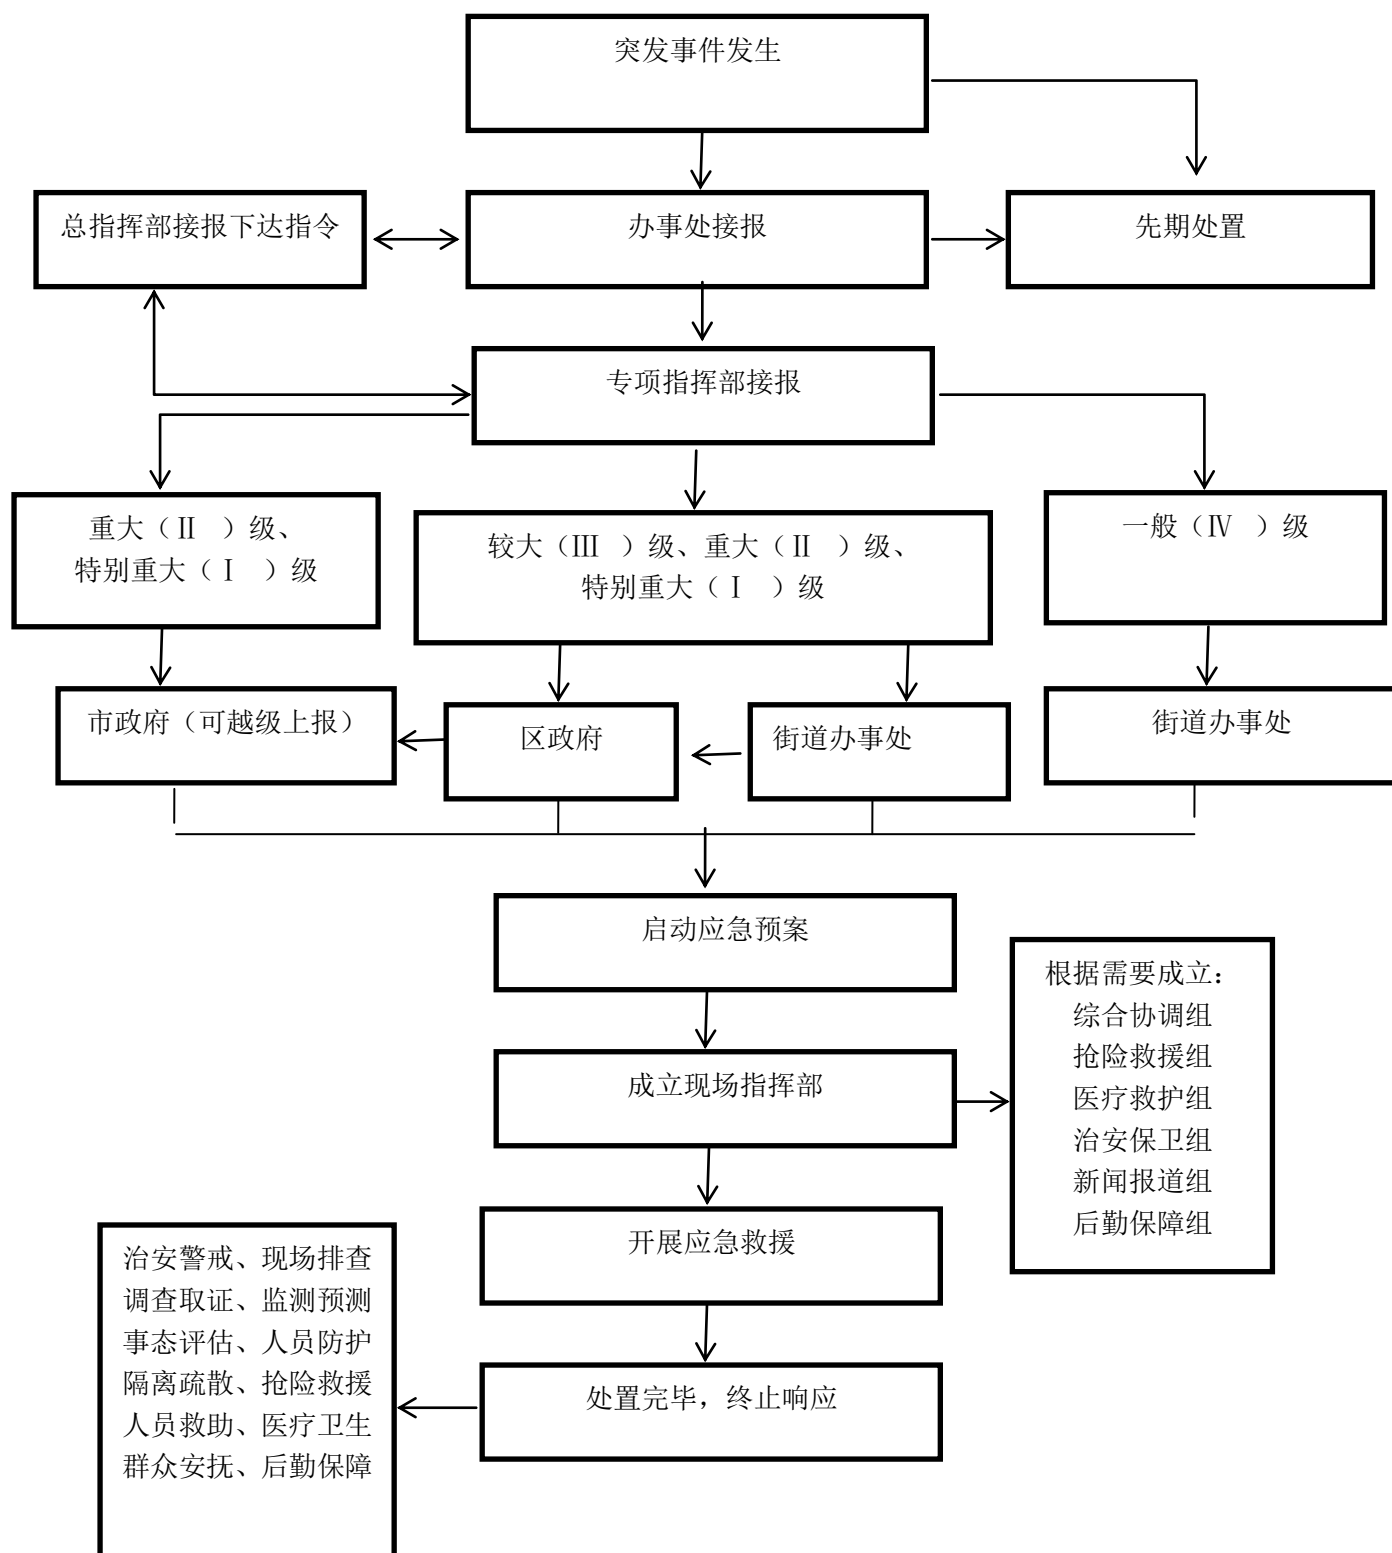 突发事件发生
总指挥部接报下达指令
办事处接报
先期处置
专项指挥部接报
重大（Ⅱ ）级、
特别重大（Ⅰ ）级
较大（Ⅲ ）级、重大（Ⅱ ）级、
特别重大（Ⅰ ）级
一般（Ⅳ ）级
市政府（可越级上报）
区政府
街道办事处
街道办事处
启动应急预案
成立现场指挥部
根据需要成立：
综合协调组
抢险救援组
医疗救护组
治安保卫组
新闻报道组
后勤保障组
开展应急救援
治安警戒、现场排查
调查取证、监测预测
事态评估、人员防护
隔离疏散、抢险救援
人员救助、医疗卫生
群众安抚、后勤保障
处置完毕，终止响应